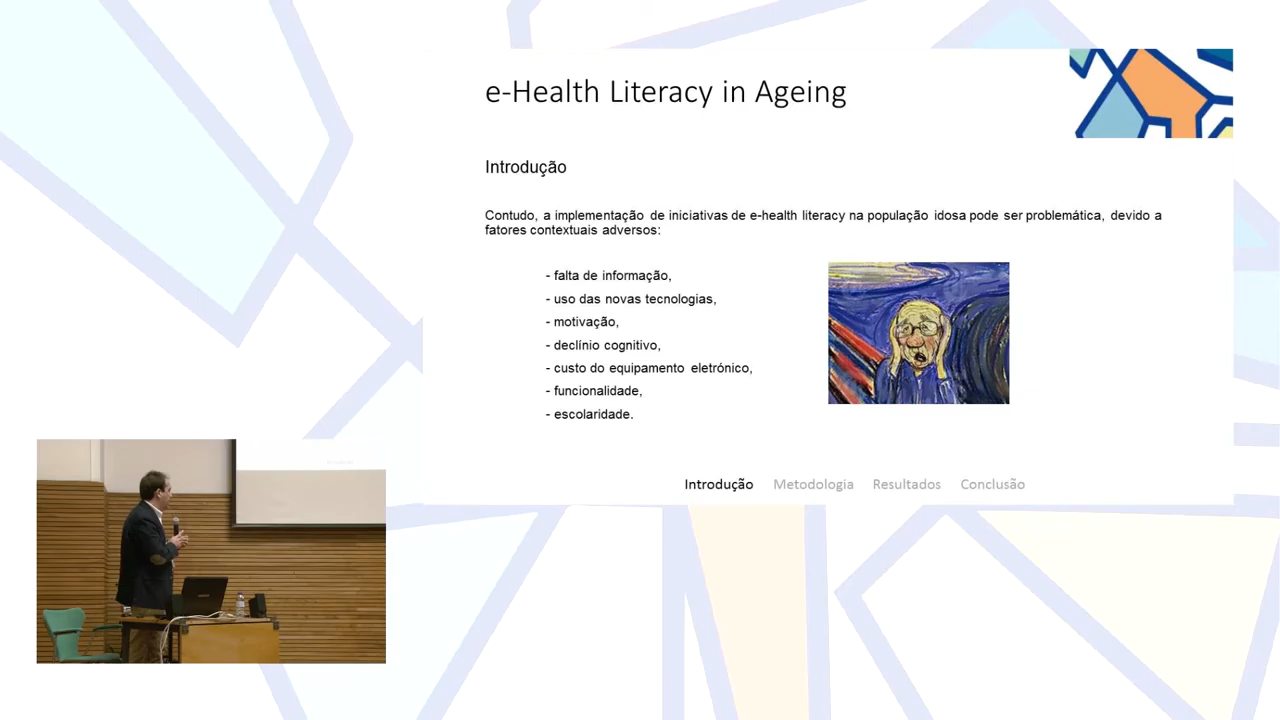 e-Health Literacy in Ageing
Introdução
Contudo, a implementação de iniciativas de e-health literacy na população idosa pode ser problemática, devido a
fatores contextuais adversos:
- falta de informação,
- uso das novas tecnologias,
- motivação,
- declínio cognitivo,
- custo do equipamento eletrónico,
- funcionalidade,
- escolaridade.
Introdução Metodologia Resultados Conclusão